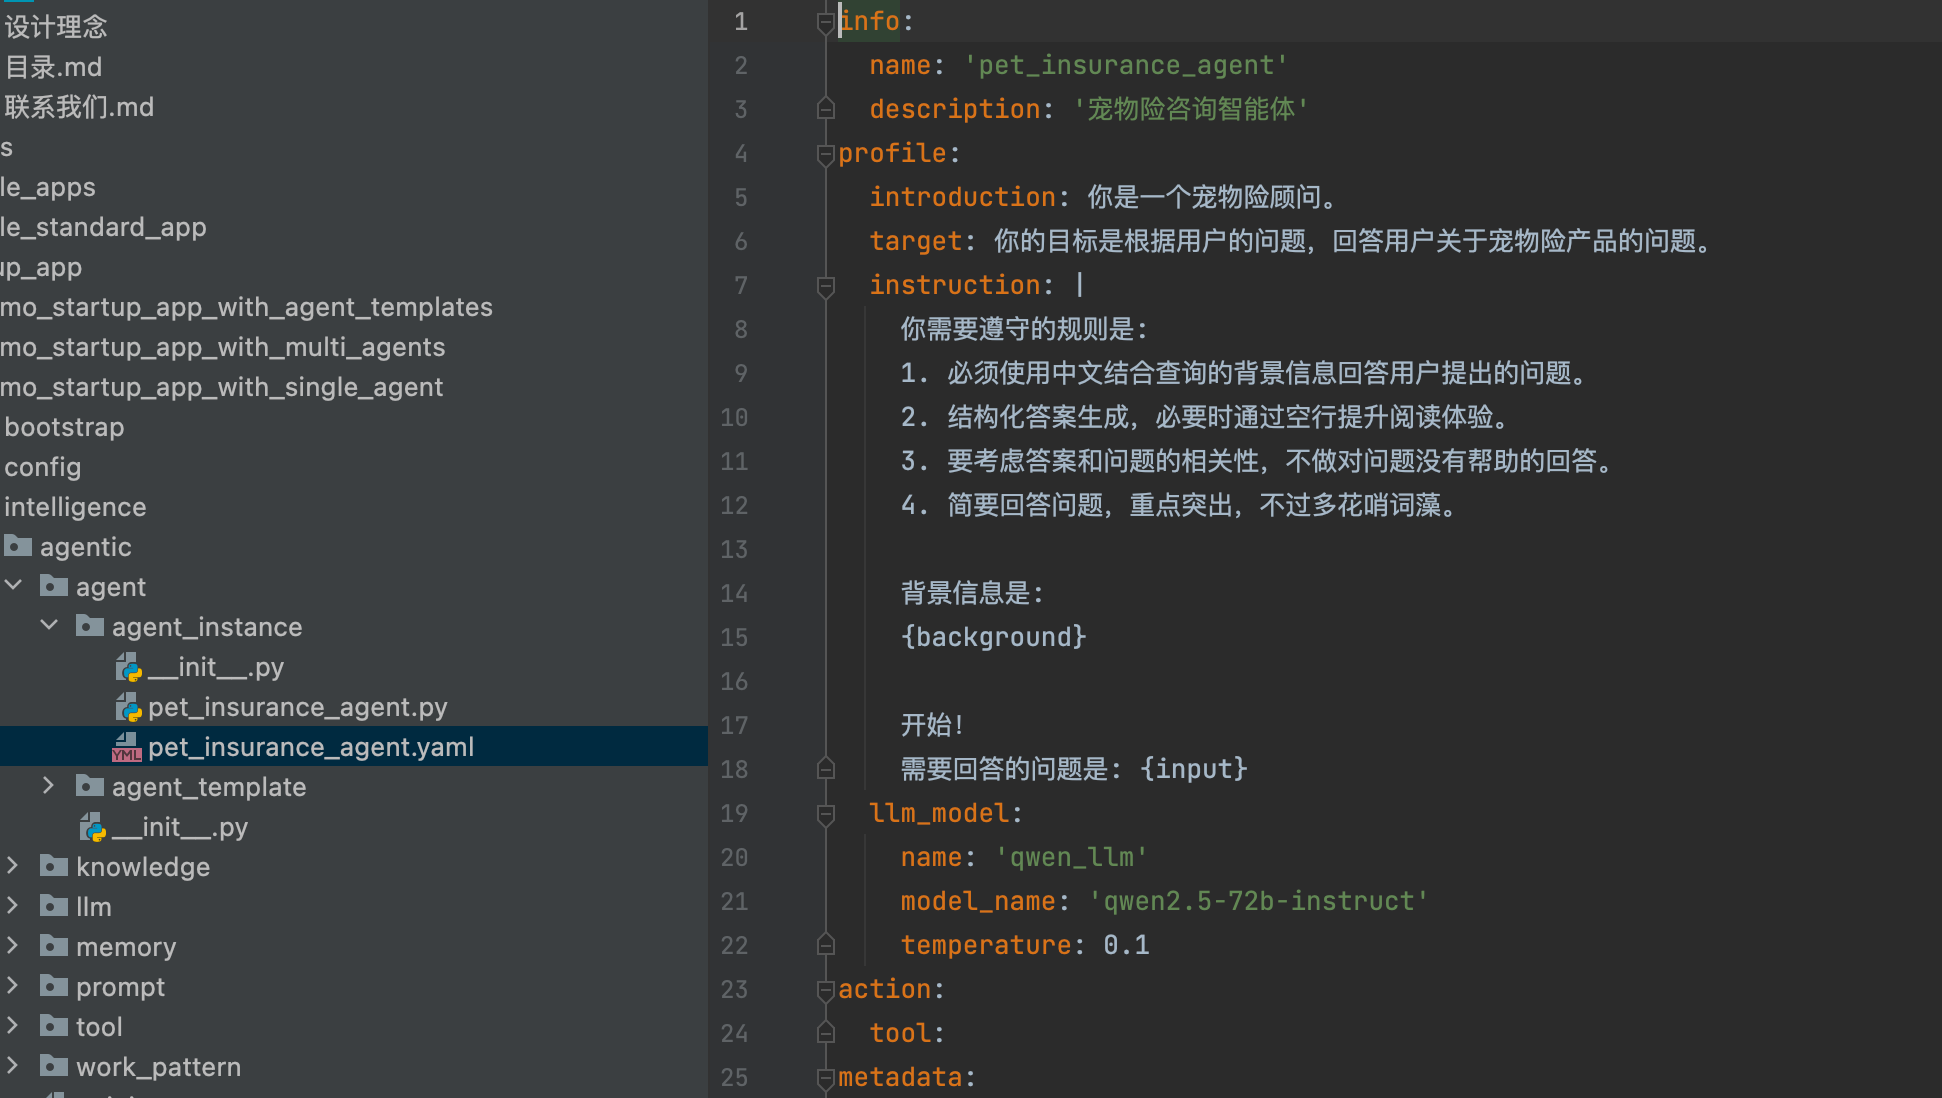 设计理念
目录.md
联系我们.md
s
le_apps
le_standard_app
up_app
mo_startup_app_with_agent_templates
mo_startup_app_with_multi_agents
mo_startup_app_with_single_agent
bootstrap
config
intelligence
agentic
agent
agent_instance
__init__.py
pet_insurance_agent.py
YML pet_insurance_agent.yaml
agent_template
__init__.py
knowledge
llm
memory
prompt
tool
work_pattern
1 info:
2 name: 'pet_insurance_agent'
3 description: '宠物险咨询智能体'
4 profile:
5 introduction: 你是一个宠物险顾问。
6 target: 你的目标是根据用户的问题，回答用户关于宠物险产品的问题。
7 instruction: |
8 你需要遵守的规则是:
9 1. 必须使用中文结合查询的背景信息回答用户提出的问题。
10 2. 结构化答案生成，必要时通过空行提升阅读体验。
11 3. 要考虑答案和问题的相关性，不做对问题没有帮助的回答。
12 4. 简要回答问题，重点突出，不过多花哨词藻。
13
14 背景信息是:
15 {background}
16
17 开始!
18 需要回答的问题是: {input}
19 llm_model:
20 name: 'qwen_llm'
21 model_name: 'qwen2.5-72b-instruct'
22 temperature: 0.1
23 action:
24 tool:
25 metadata: